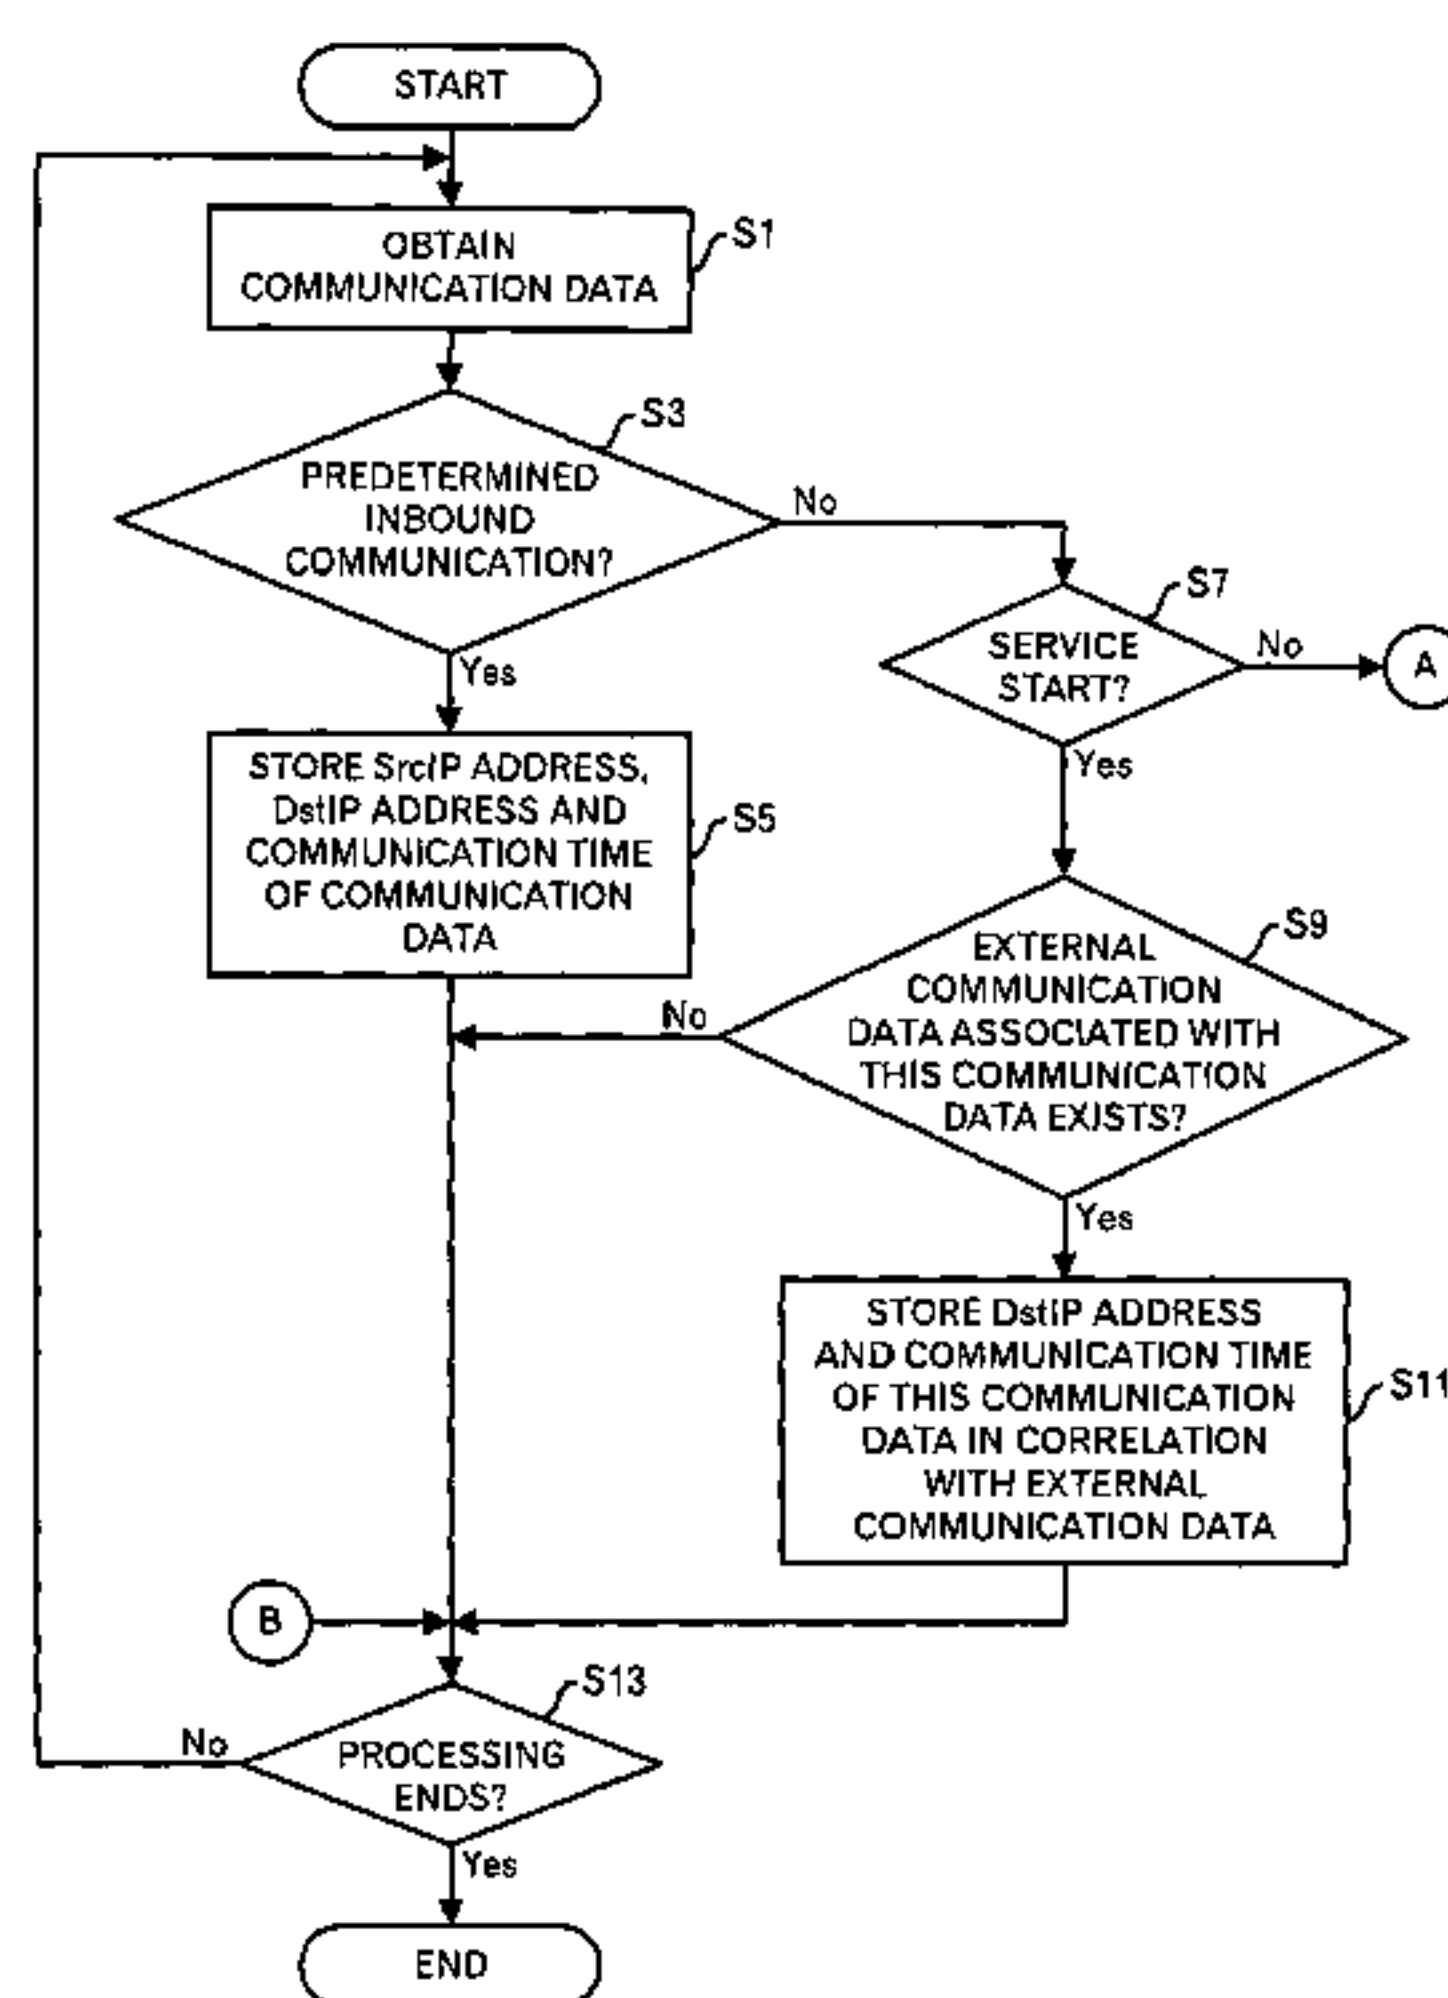 START
OBTAIN
COMMUNICATION DATA
S1
S3
PREDETERMINED
INBOUND
COMMUNICATION?
No
Yes
S7
SERVICE
START?
No
A
Yes
STORE SrcIP ADDRESS,
DstIP ADDRESS AND
COMMUNICATION TIME
OF COMMUNICATION
DATA
S5
S9
EXTERNAL
COMMUNICATION
DATA ASSOCIATED WITH
THIS COMMUNICATION
DATA EXISTS?
No
Yes
STORE DstIP ADDRESS
AND COMMUNICATION TIME
OF THIS COMMUNICATION
DATA IN CORRELATION
WITH EXTERNAL
COMMUNICATION DATA
S11
B
S13
PROCESSING
ENDS?
No
Yes
END